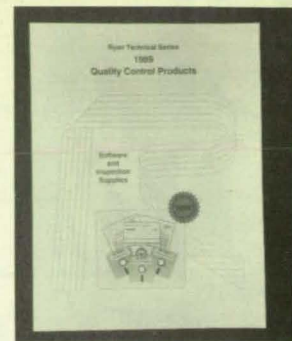 Ryan Technical Series
1989
Quality Control Products
Software
and
Inspection
Supplies